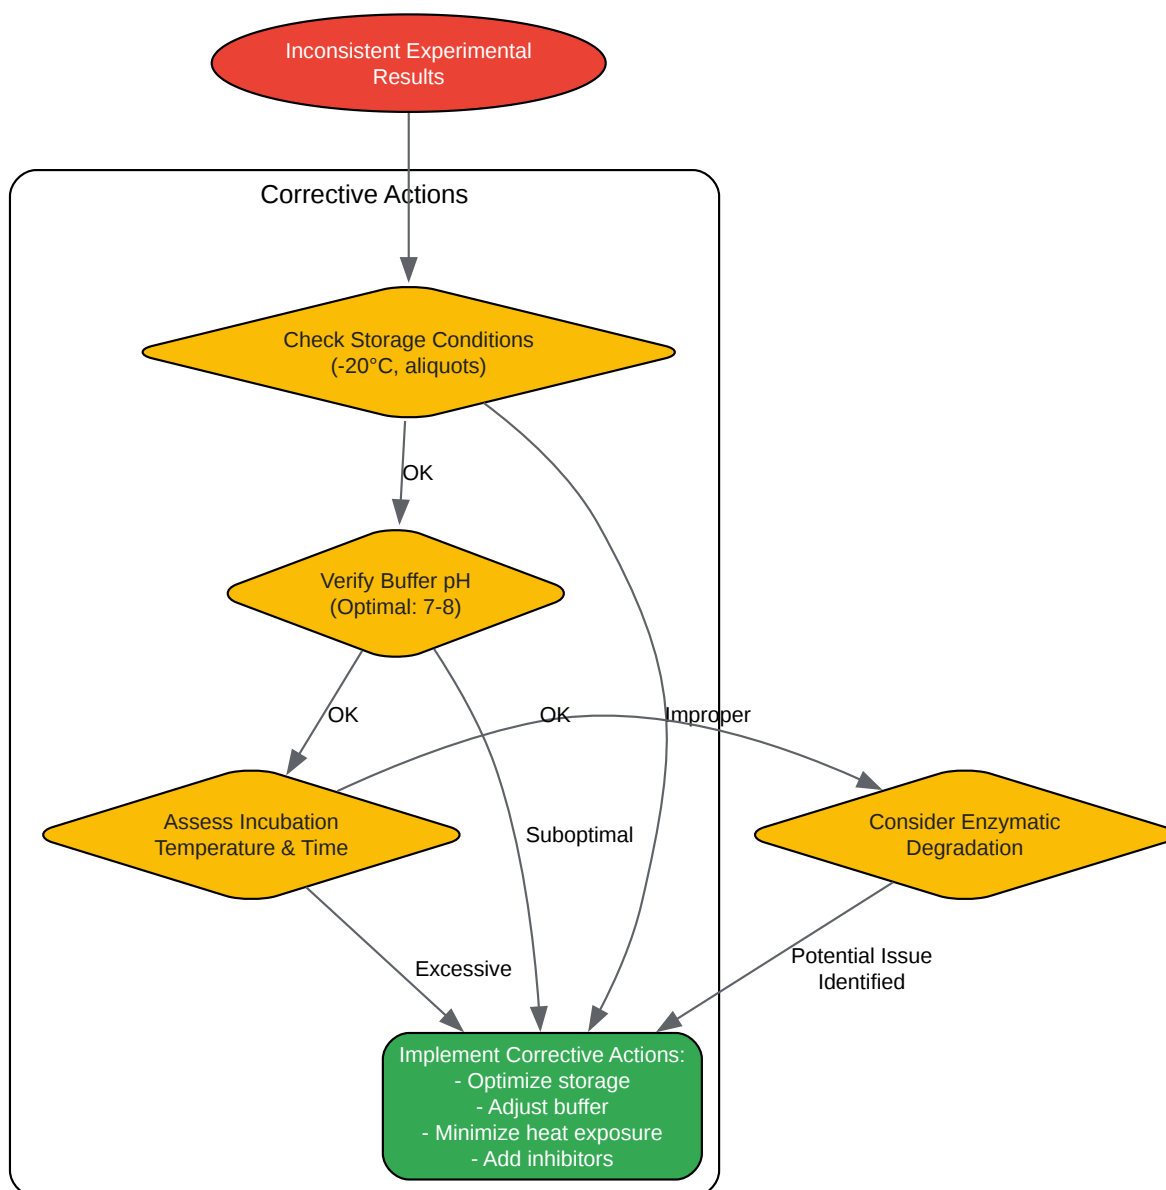 Inconsistent Experimental
Results
Corrective Actions
Check Storage Conditions
(-20°C, aliquots)
OK
Verify Buffer pH
(Optimal: 7-8)
OK
OK
Improper
Assess Incubation
Temperature & Time
Suboptimal
Consider Enzymatic
Degradation
Excessive
Potential Issue
Identified
Implement Corrective Actions:
- Optimize storage
- Adjust buffer
- Minimize heat exposure
- Add inhibitors